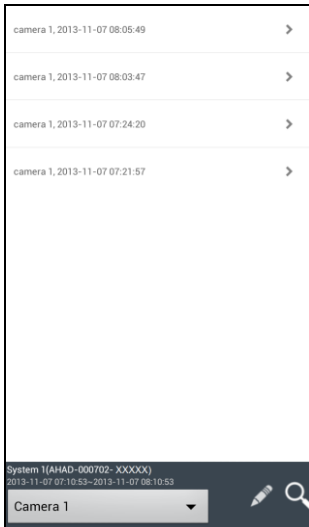 camera 1, 2013-11-07 08:05:49
camera 1, 2013-11-07 08:03:47
camera 1, 2013-11-07 07:24:20
camera 1, 2013-11-07 07:21:57
System 1(AHAD-000702- XXXXX)
2013-11-07 07:10:53~2013-11-07 08:10:53
Camera 1